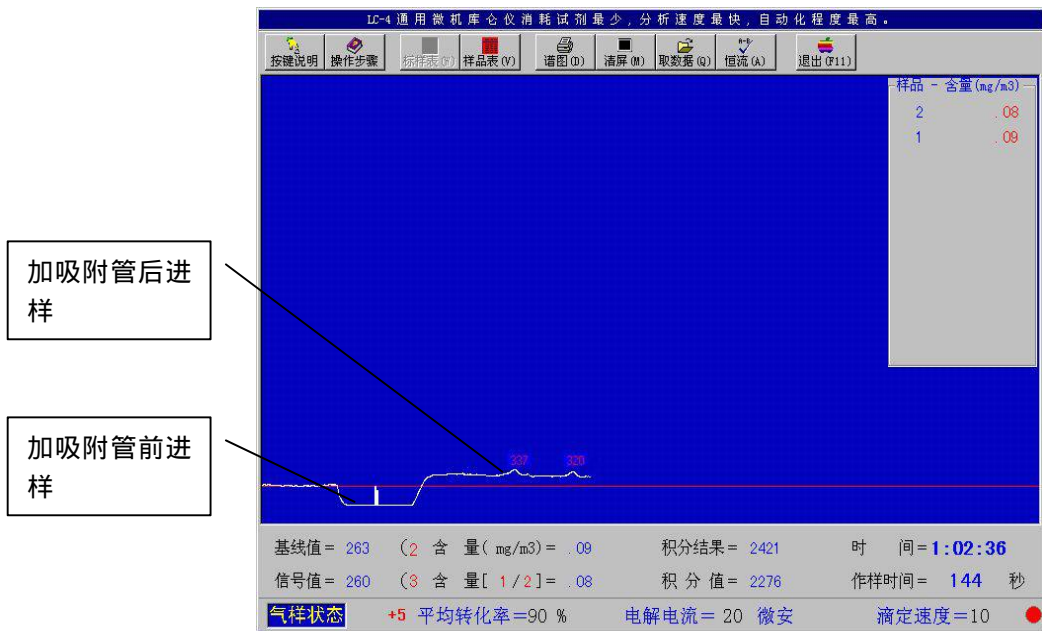 LC-4通用微机库仑仪消耗试剂最少,分析速度最快,自动化程度最高。
按键说明 操作步骤 标样表(Y) 样品表(V) 谱图(D) 清屏(M) 取数据(Q) 恒流(A) 退出(F11)
样品 - 含量(mg/m3)
2 .08
1 .09
加吸附管后进
样
加吸附管前进
样
337 320
基线值= 263 (2 含 量( mg/m3)= .09 积分结果= 2421 时 间=1:02:36
信号值= 260 (3 含 量[ 1/2]= .08 积 分 值= 2276 作样时间= 144 秒
气样状态 +5 平均转化率=90 % 电解电流= 20 微安 滴定速度=10